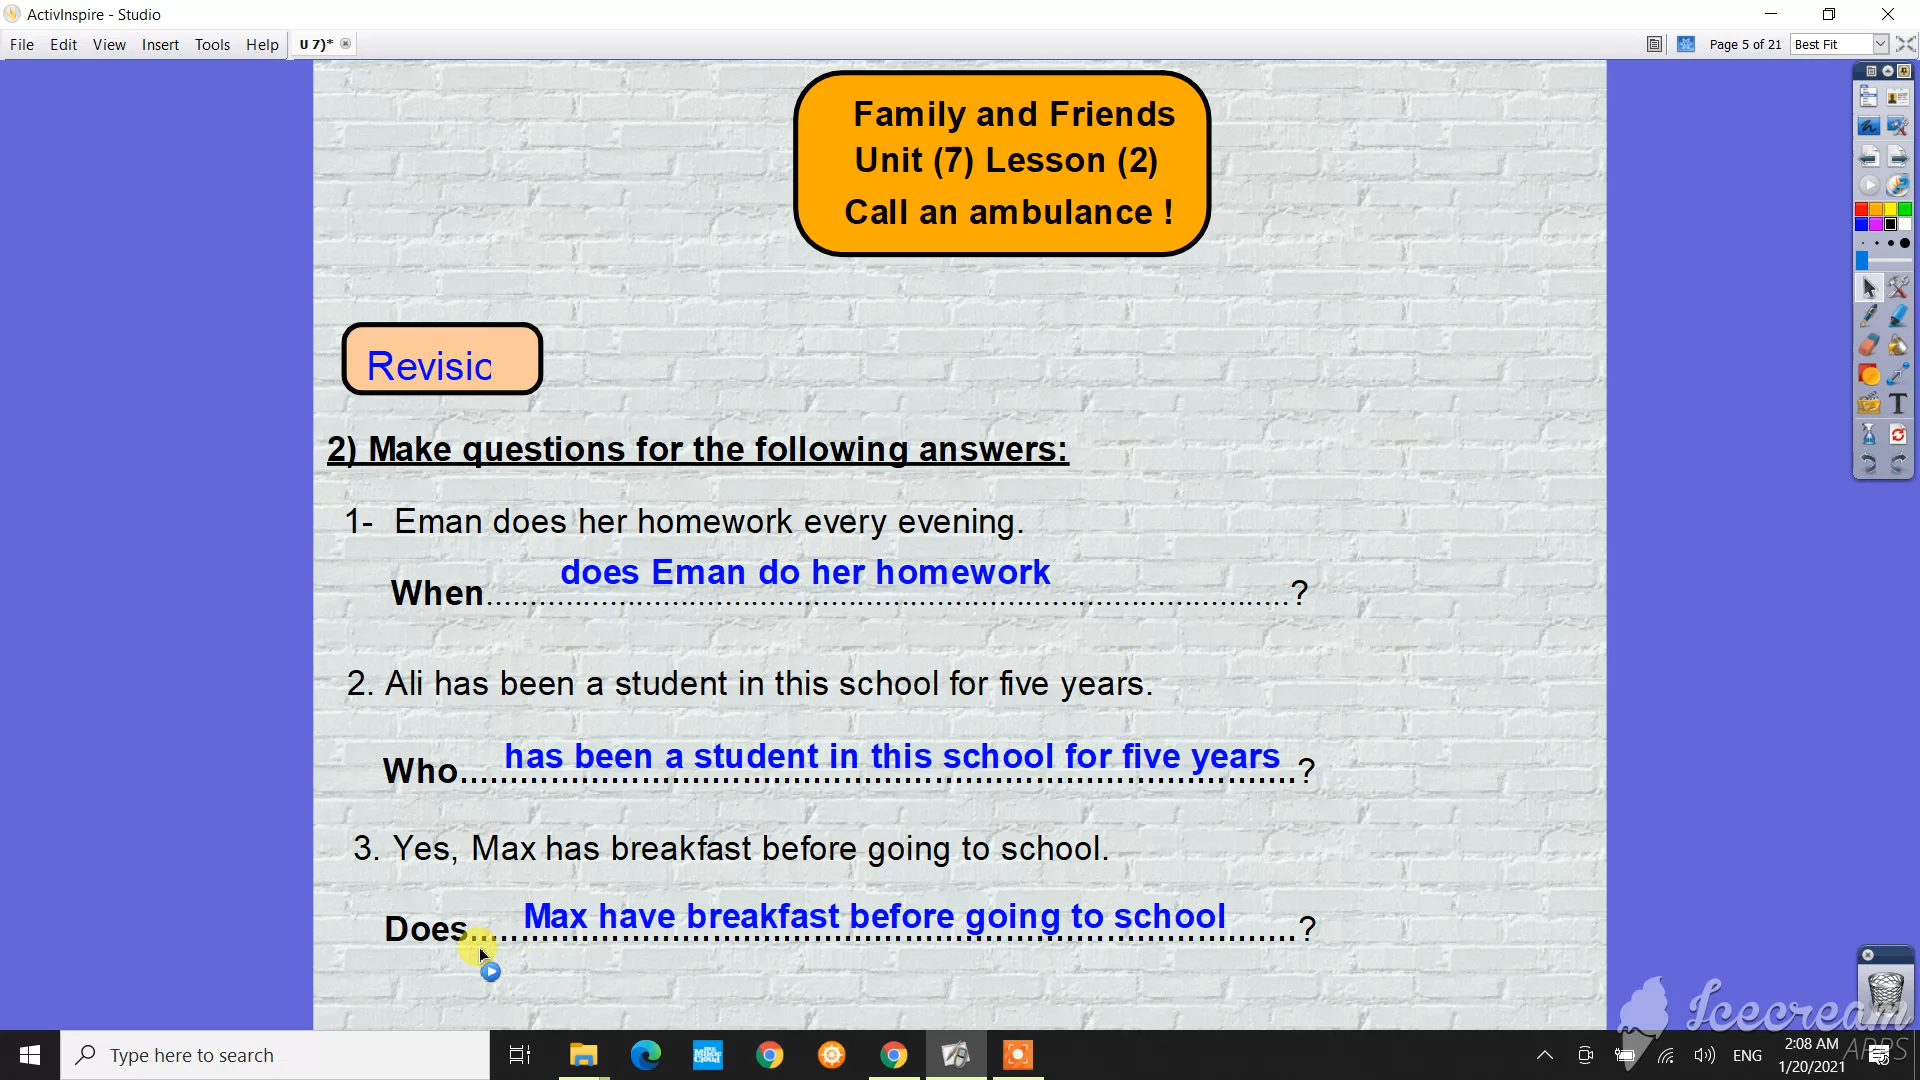 ActivInspire - Studio
File Edit View Insert Tools Help U 7)* Page 5 of 21 Best Fit
Family and Friends
Unit (7) Lesson (2)
Call an ambulance !
Revisio
2) Make questions for the following answers:
1- Eman does her homework every evening.
does Eman do her homework
When..........................................................................................?
2. Ali has been a student in this school for five years.
has been a student in this school for five years
Who....................................................................................?
3. Yes, Max has breakfast before going to school.
Max have breakfast before going to school
Does...................................................................................?
Icecream
APPS
Type here to search
ENG
2:08 AM
1/20/2021